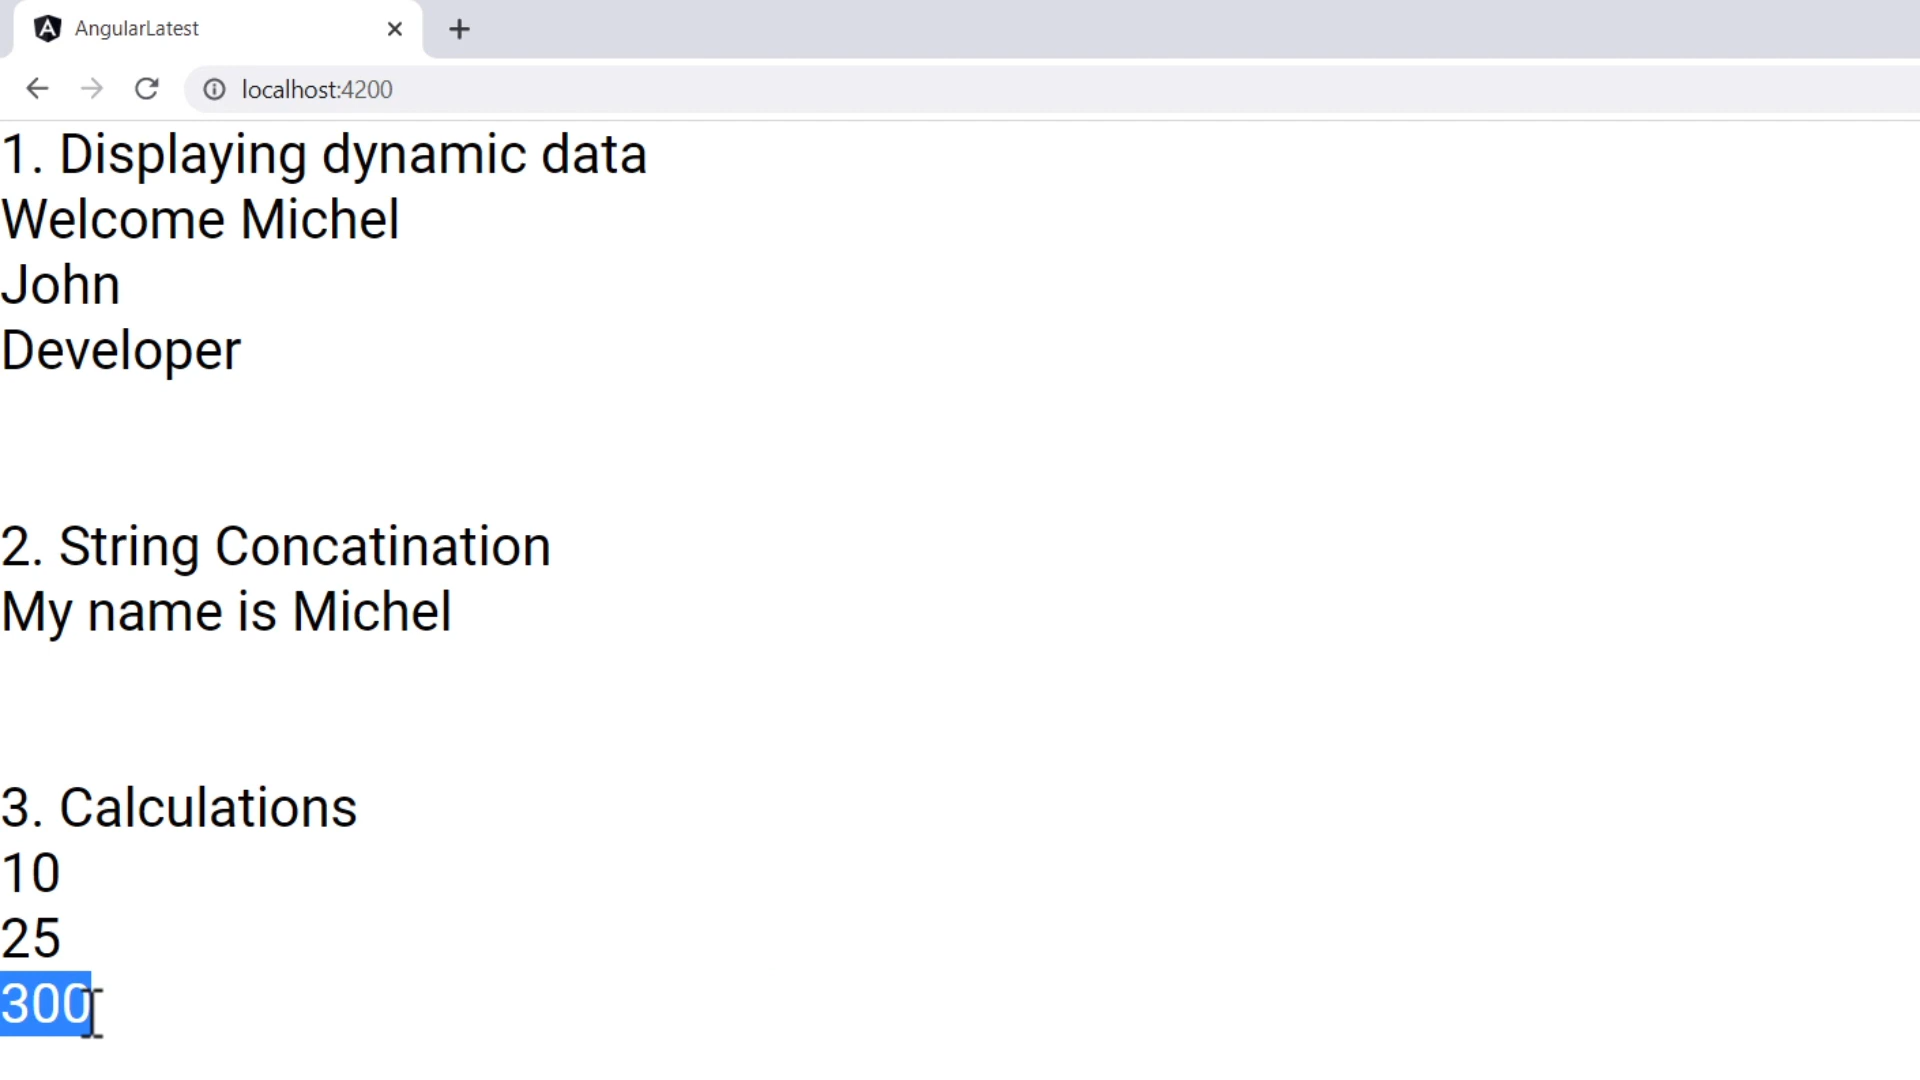 AngularLatest
localhost:4200
1. Displaying dynamic data
Welcome Michel
John
Developer
2. String Concatination
My name is Michel
3. Calculations
10
25
300